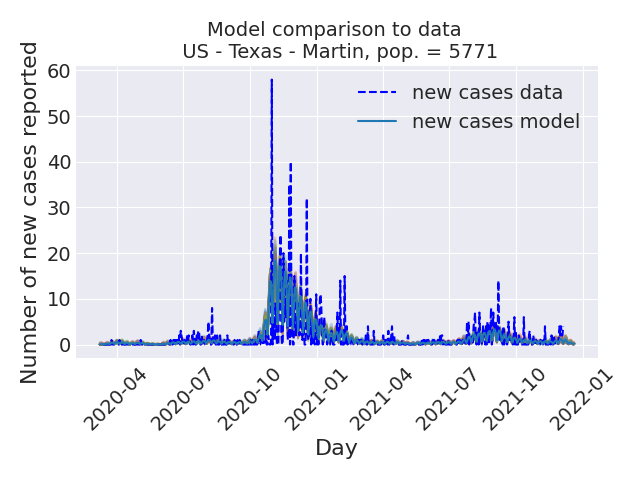 Model comparison to data
US - Texas - Martin, pop. = 5771
Number of new cases reported
60
50
40
30
20
10
0
new cases data
new cases model
2020-04
2020-07
2020-10
2021-01
2021-04
2021-07
2021-10
2022-01
Day